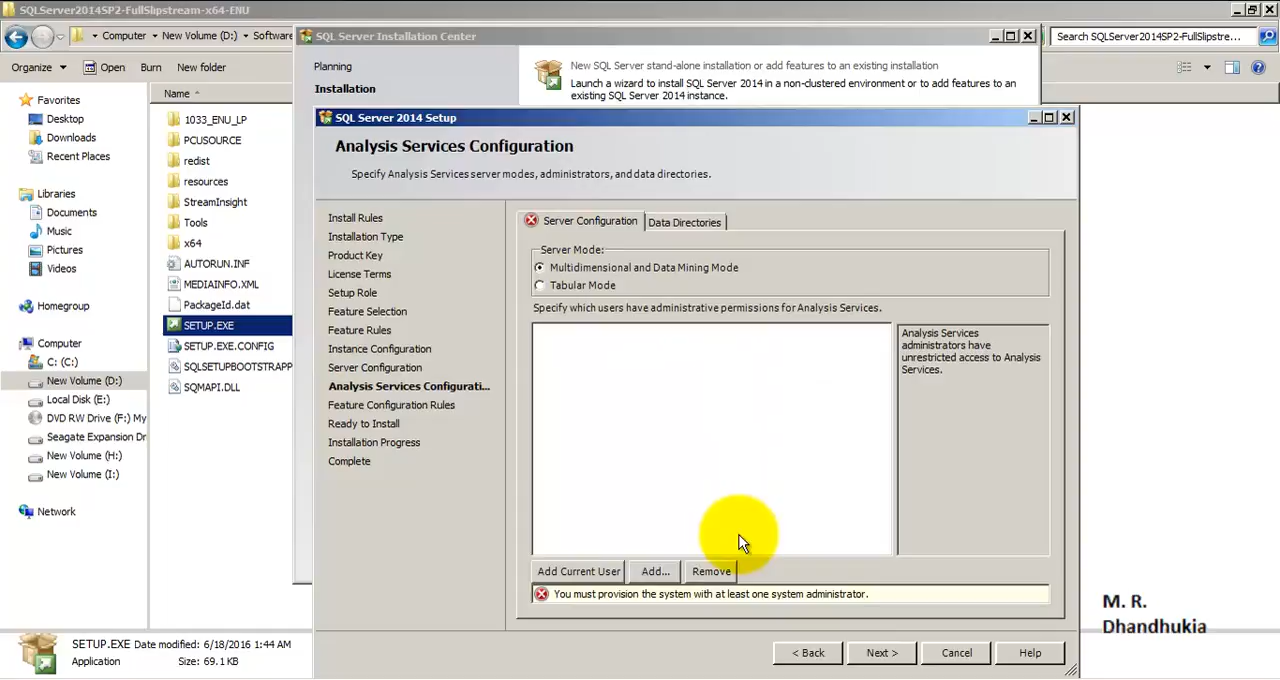 SQLServer2014SP2-FullSlipstream-x64-ENU
Computer
New Volume (D:)
Software
Search SQLServer2014SP2-FullSlipstre...
Organize
Open
Burn
New folder
Favorites
Desktop
Downloads
Recent Places
Libraries
Documents
Music
Pictures
Videos
Homegroup
Computer
C: (C:)
New Volume (D:)
Local Disk (E:)
DVD RW Drive (F:) My
Seagate Expansion Dr
New Volume (H:)
New Volume (I:)
Network
Name
1033_ENU_LP
PCUSOURCE
redist
resources
StreamInsight
Tools
x64
AUTORUN.INF
MEDIAINFO.XML
PackageId.dat
SETUP.EXE
SETUP.EXE.CONFIG
SQLSETUPBOOTSTRAPP
SQMAPI.DLL
SQL Server Installation Center
Planning
Installation
New SQL Server stand-alone installation or add features to an existing installation
Launch a wizard to install SQL Server 2014 in a non-clustered environment or to add features to an
existing SQL Server 2014 instance.
SQL Server 2014 Setup
Analysis Services Configuration
Specify Analysis Services server modes, administrators, and data directories.
Install Rules
Installation Type
Product Key
License Terms
Setup Role
Feature Selection
Feature Rules
Instance Configuration
Server Configuration
Analysis Services Configurati...
Feature Configuration Rules
Ready to Install
Installation Progress
Complete
Server Configuration
Data Directories
Server Mode:
Multidimensional and Data Mining Mode
Tabular Mode
Specify which users have administrative permissions for Analysis Services.
Analysis Services
administrators have
unrestricted access to Analysis
Services.
Add Current User
Add...
Remove
You must provision the system with at least one system administrator.
< Back
Next >
Cancel
Help
M. R.
Dhandhukia
SETUP.EXE Date modified: 6/18/2016 1:44 AM
Application
Size: 69.1 KB